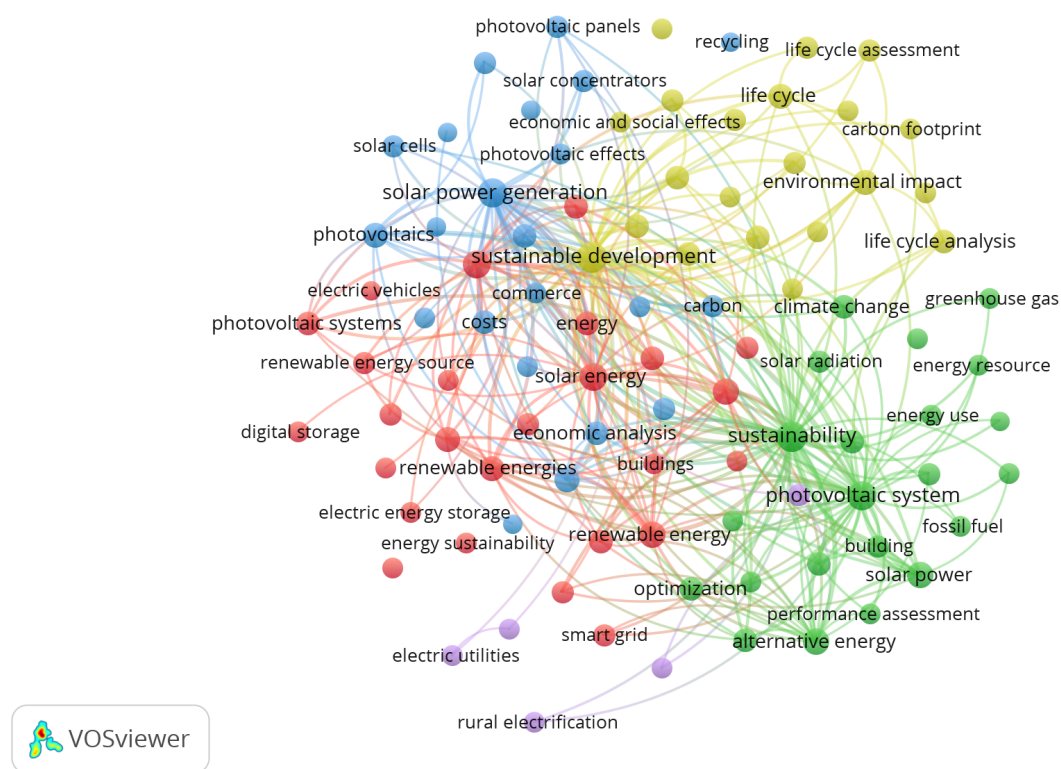 photovoltaic panels
recycling
life cycle assessment
solar concentrators
life cycle
economic and social effects
carbon footprint
solar cells
photovoltaic effects
environmental impact
solar power generation
photovoltaics
life cycle analysis
sustainable development
electric vehicles
commerce
carbon
climate change
greenhouse gas
photovoltaic systems
costs
energy
renewable energy source
solar radiation
energy resource
solar energy
energy use
digital storage
economic analysis
sustainability
renewable energies
buildings
photovoltaic system
electric energy storage
fossil fuel
energy sustainability
renewable energy
building
solar power
optimization
performance assessment
smart grid
alternative energy
electric utilities
rural electrification
VOSviewer